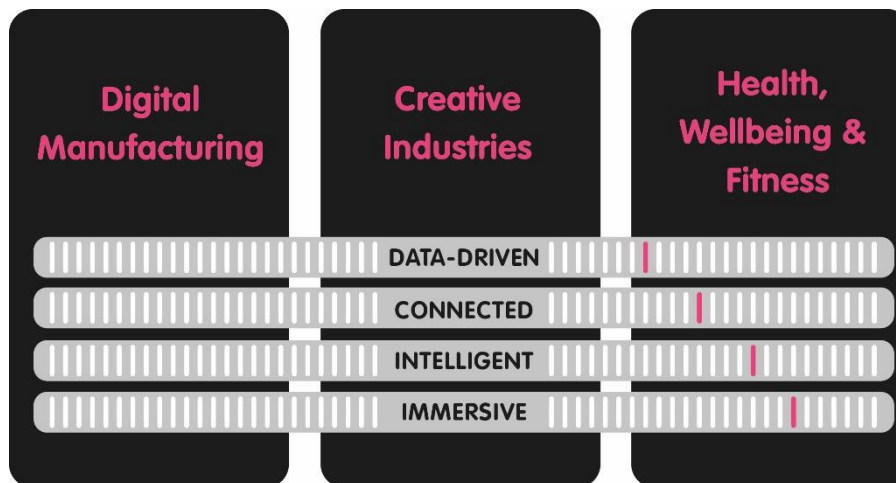 Digital
Manufacturing
Creative
Industries
Health,
Wellbeing &
Fitness
DATA-DRIVEN
CONNECTED
INTELLIGENT
IMMERSIVE